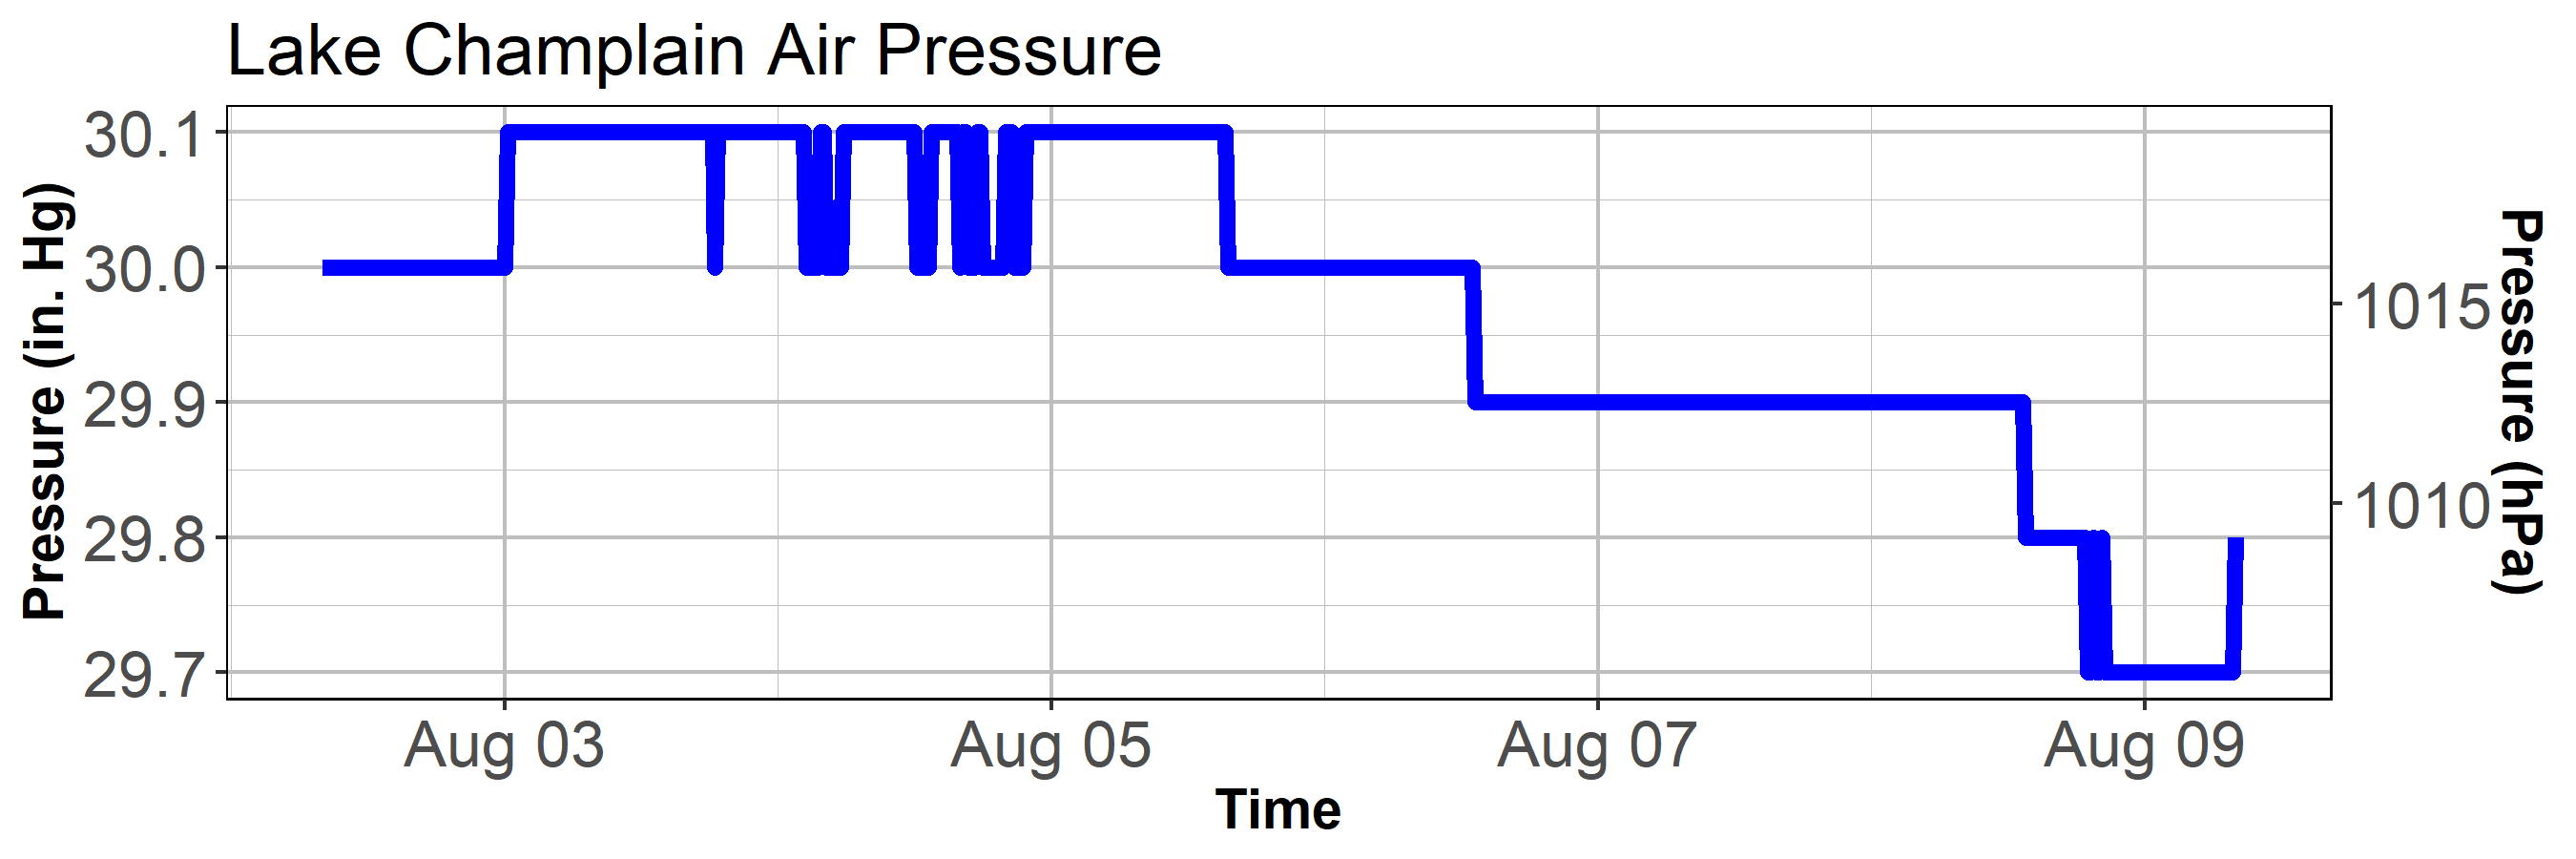 Lake Champlain Air Pressure
Pressure (in. Hg)
30.1
30.0
29.9
29.8
29.7
1015
1010
Pressure (hPa)
Aug 03 Aug 05 Aug 07 Aug 09
Time